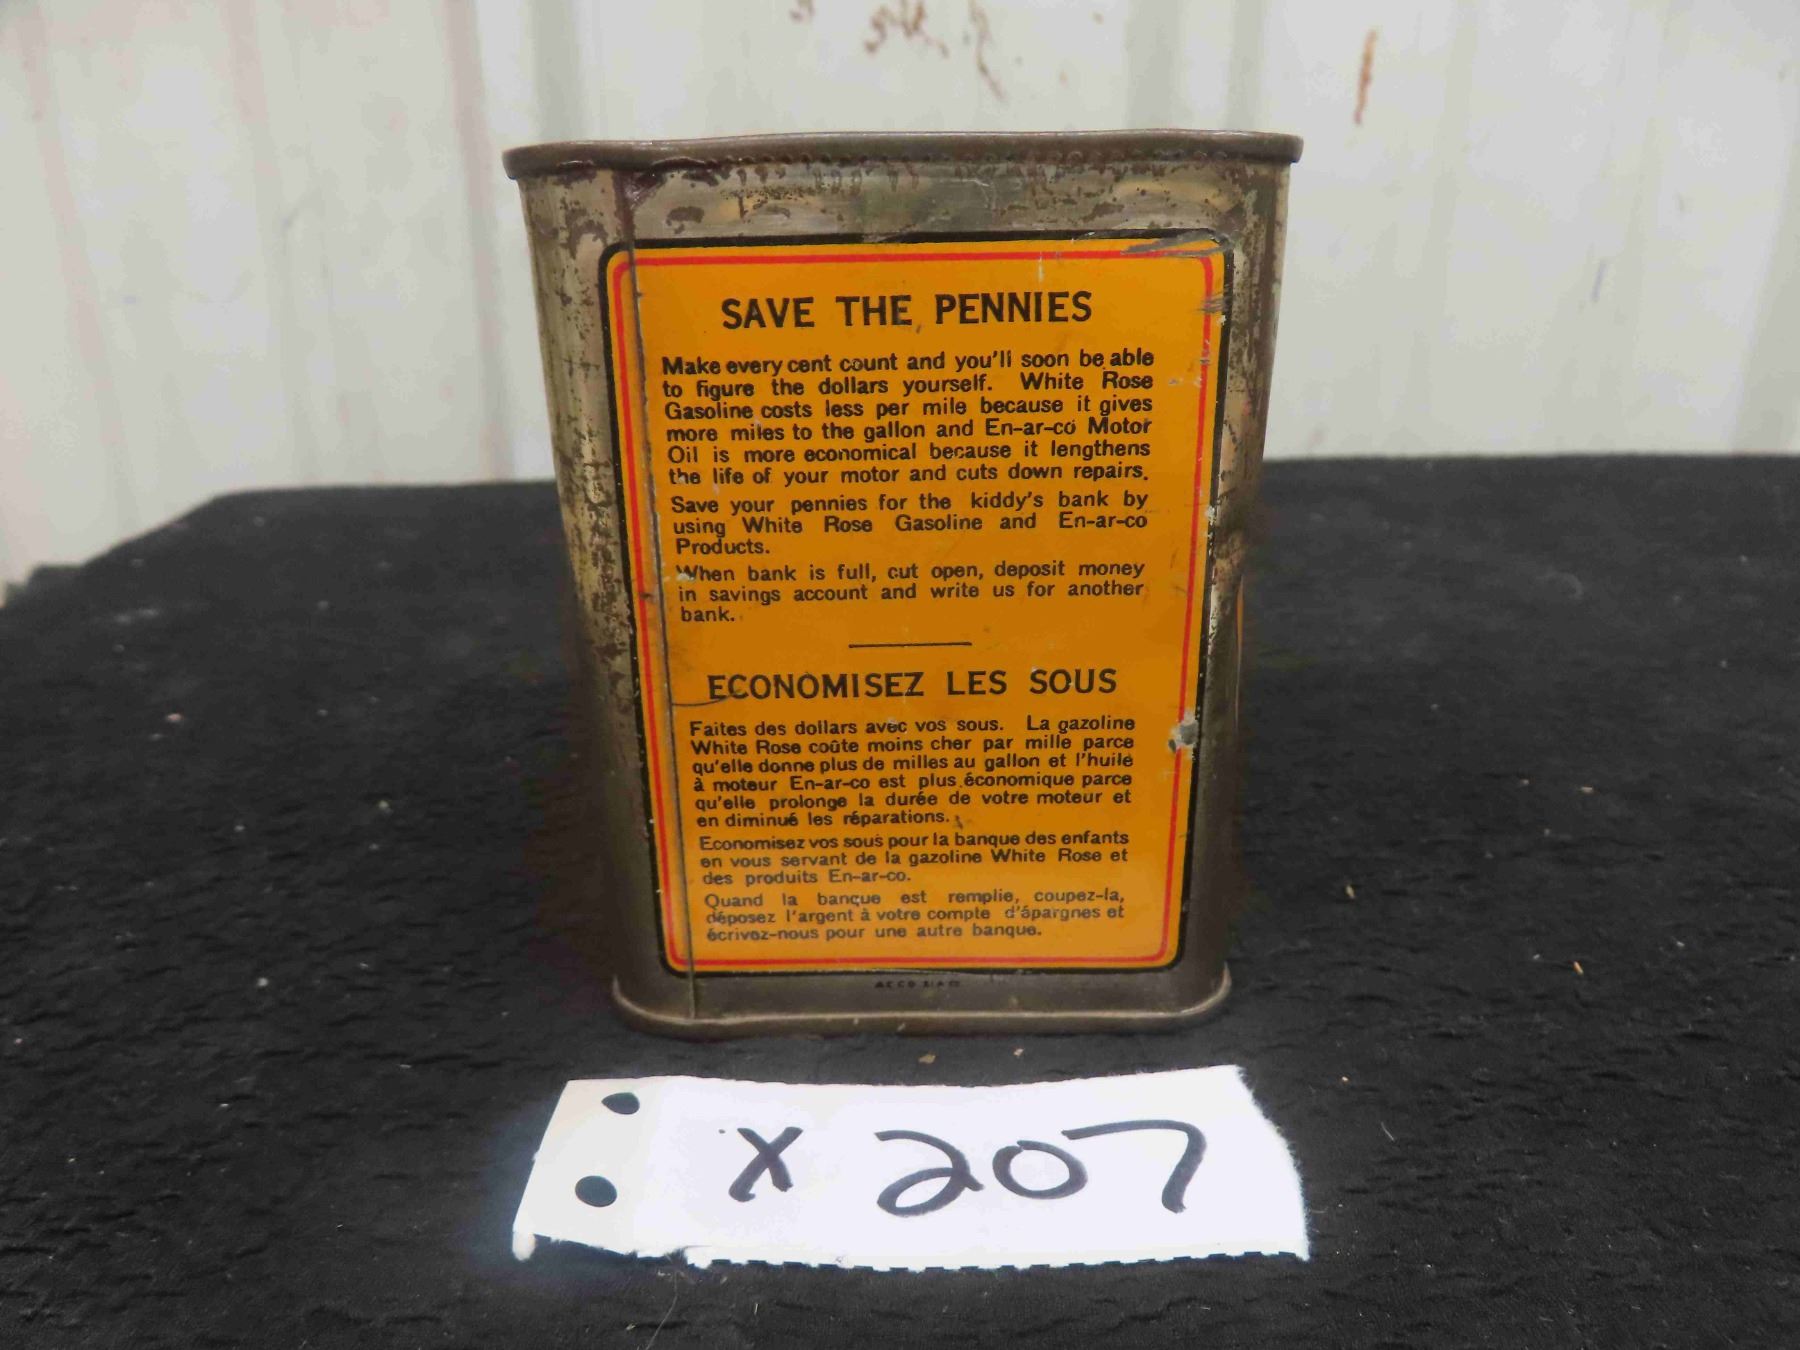 SAVE THE PENNIES
Make every cent count and you'll soon be able
to figure the dollars yourself. White Rose
Gasoline costs less per mile because it gives
more miles to the gallon and En-ar-co Motor
Oil is more economical because it lengthens
the life of your motor and cuts down repairs.
Save your pennies for the kiddy's bank by
using White Rose Gasoline and En-ar-co
Products.
When bank is full, cut open, deposit money
in savings account and write us for another
bank.
ECONOMISEZ LES SOUS
Faites des dollars avec vos sous. La gazoline
White Rose coûte moins cher par mille parce
qu'elle donne plus de milles au gallon et l'huile
à moteur En-ar-co est plus économique parce
qu'elle prolonge la durée de votre moteur et
en diminué les réparations.
Economisez vos sous pour la banque des enfants
en vous servant de la gazoline White Rose et
des produits En-ar-co.
Quand la banque est remplie, coupez-la,
déposez l'argent à votre compte d'épargnes et
écrivez-nous pour une autre banque.
X 207